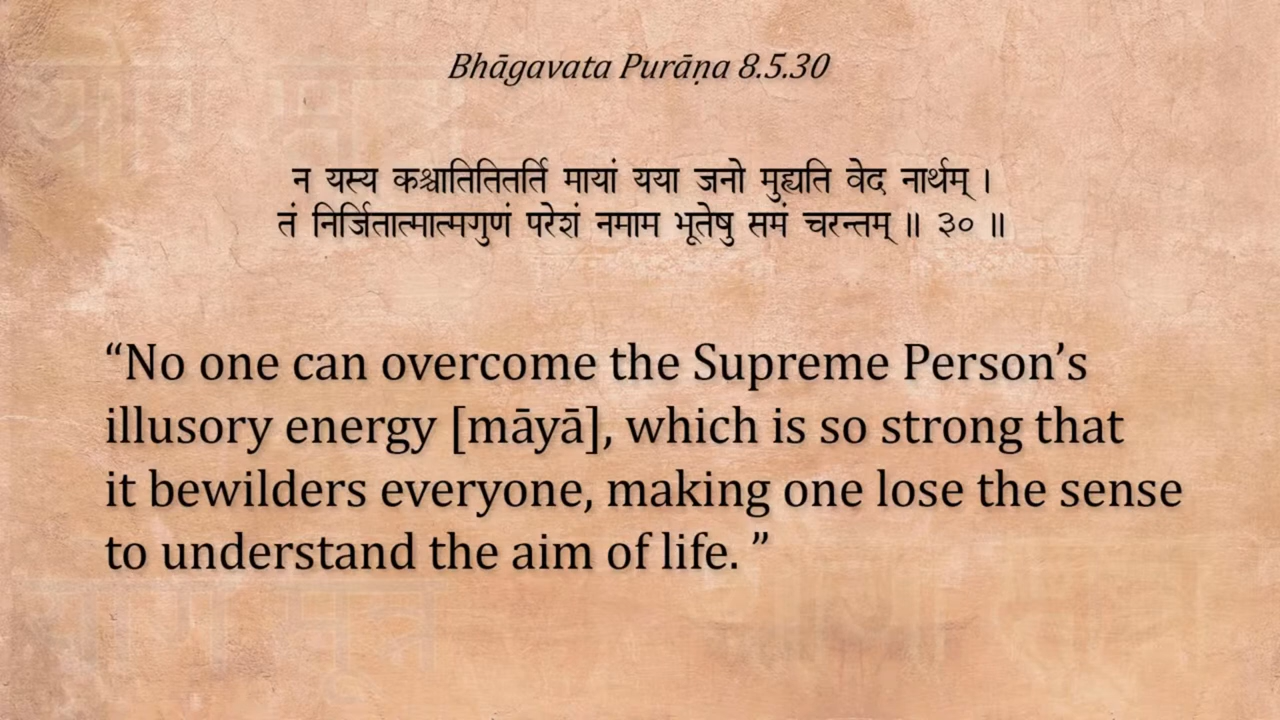 Bhāgavata Purāṇa 8.5.30
न यस्य कश्चातितितर्ति मायां यया जनो मुह्यति वेद नार्थम् ।
तं निर्जितात्मात्मगुणं परेशं नमाम भूतेषु समं चरन्तम् ॥ ३० ॥
“No one can overcome the Supreme Person’s
illusory energy [māyā], which is so strong that
it bewilders everyone, making one lose the sense
to understand the aim of life. ”